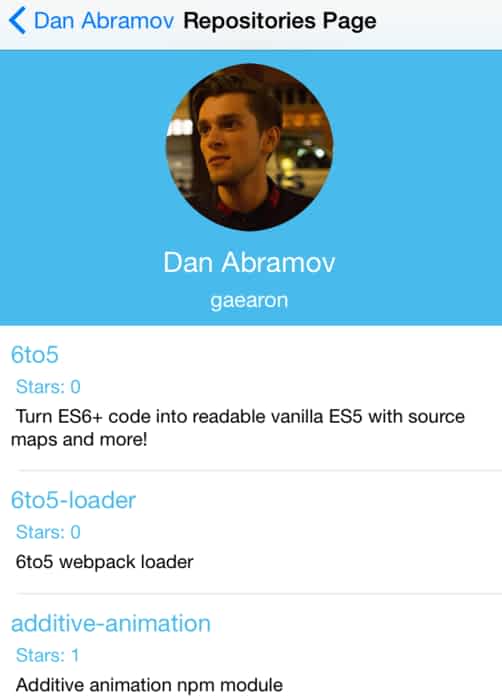 Dan Abramov Repositories Page
Dan Abramov
gaearon
6to5
Stars: 0
Turn ES6+ code into readable vanilla ES5 with source
maps and more!
6to5-loader
Stars: 0
6to5 webpack loader
additive-animation
Stars: 1
Additive animation npm module